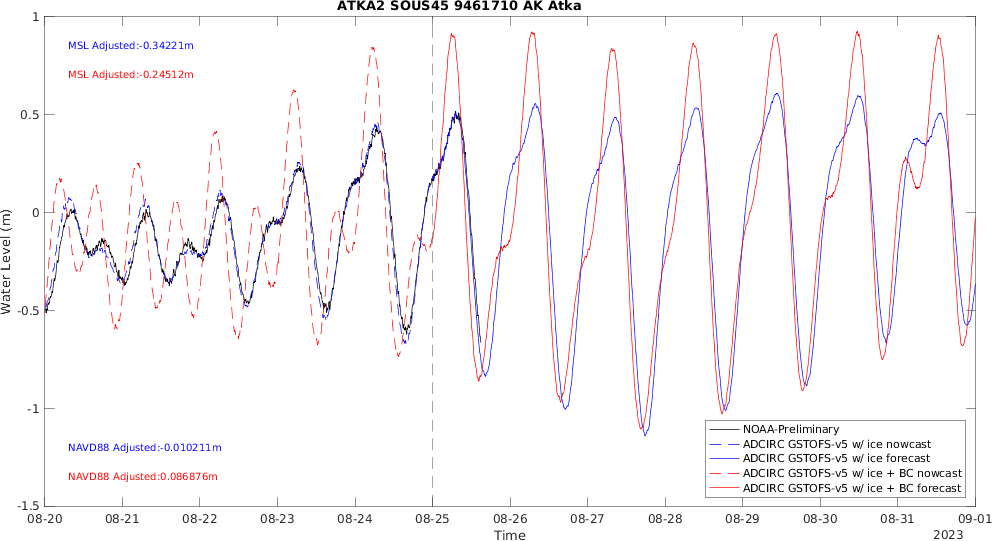 ATKA2 SOUS45 9461710 AK Atka
1
0.5
0
-0.5
-1
-1.5
Water Level (m)
MSL Adjusted:-0.34221m
MSL Adjusted:-0.24512m
NAVD88 Adjusted:-0.010211m
NAVD88 Adjusted:0.086876m
NOAA-Preliminary
ADCIRC GSTOFS-v5 w/ ice nowcast
ADCIRC GSTOFS-v5 w/ ice forecast
ADCIRC GSTOFS-v5 w/ ice + BC nowcast
ADCIRC GSTOFS-v5 w/ ice + BC forecast
08-20 08-21 08-22 08-23 08-24 08-25 08-26 08-27 08-28 08-29 08-30 08-31 09-01
Time
2023